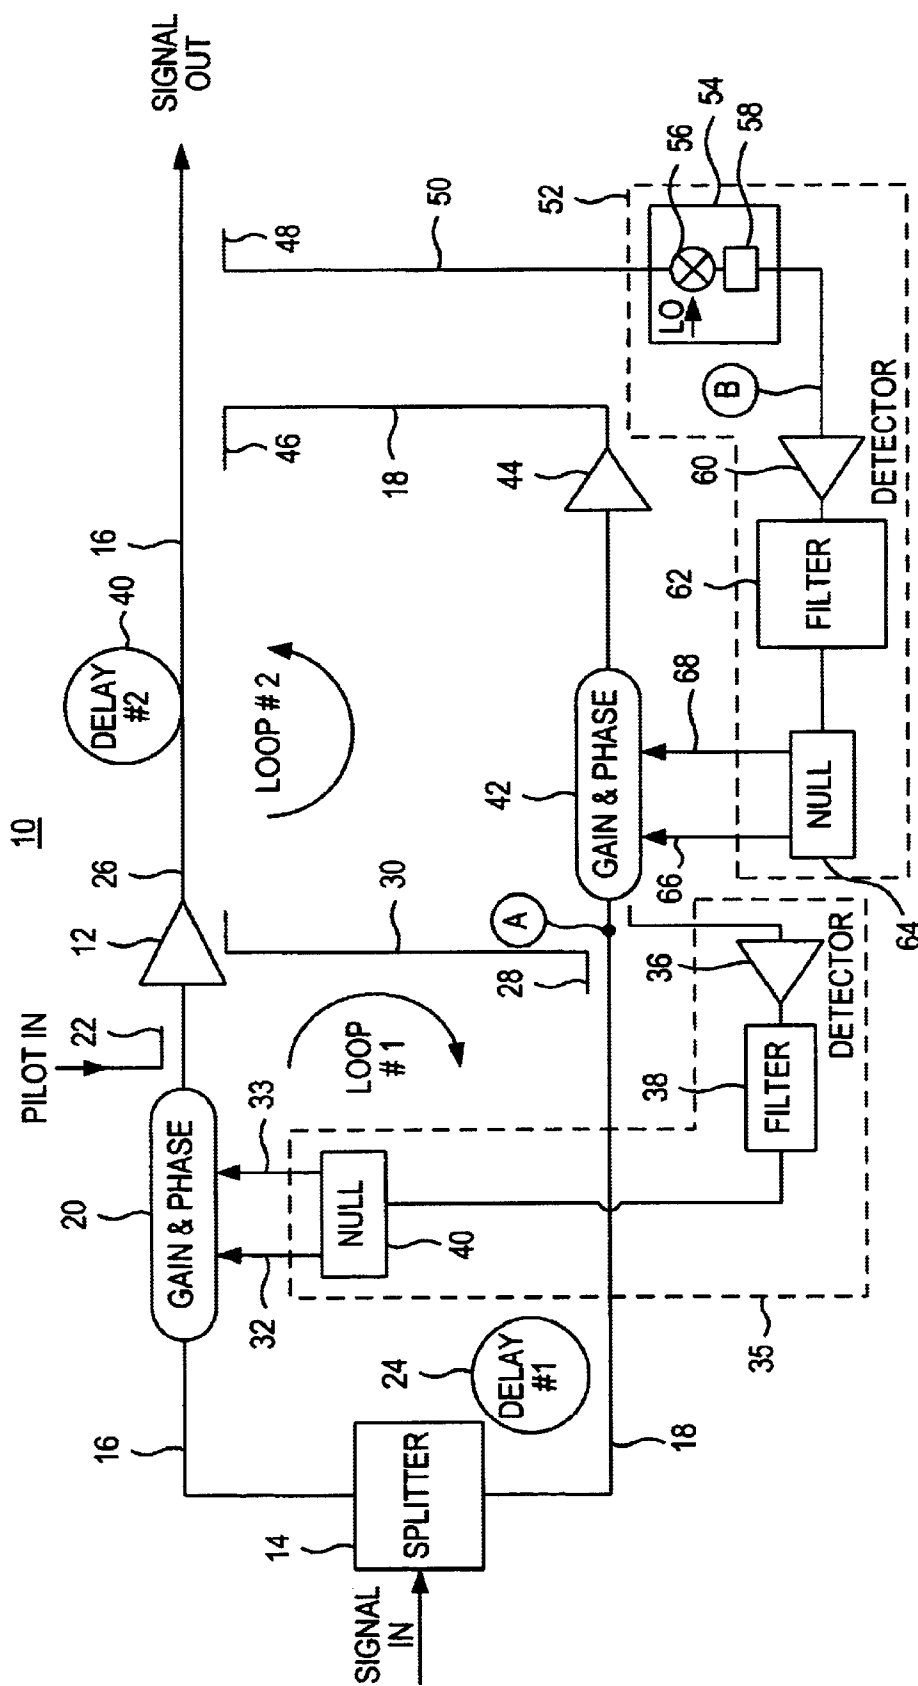 10
SIGNAL
OUT
PILOT IN
22
12
26
DELAY
#2
40
16
16
20
GAIN & PHASE
32
33
NULL
40
LOOP
#1
30
28
LOOP #2
46
48
18
50
SIGNAL
IN
14
SPLITTER
24
DELAY
#1
18
A
42
GAIN & PHASE
44
66
68
35
38
FILTER
36
DETECTOR
64
NULL
62
FILTER
60
DETECTOR
B
52
LO
56
54
58